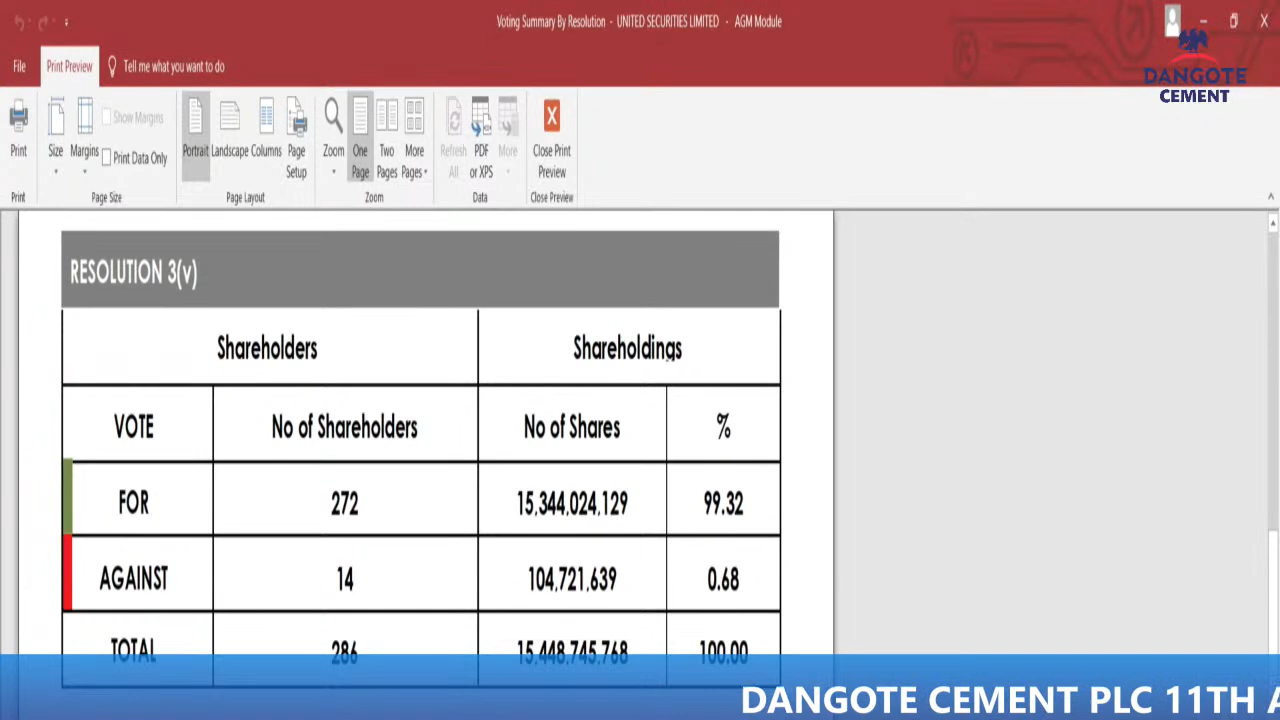 Voting Summary By Resolution - UNITED SECURITIES LIMITED - AGM Module
File Print Preview Tell me what you want to do
DANGOTE
CEMENT
Print Size Margins Show Margins Print Data Only Portrait Landscape Columns Page Setup Zoom One Page Two Pages More Pages Refresh All PDF or XPS More Close Print Preview
Print Page Size Page Layout Zoom Data Close Preview
RESOLUTION 3(v)
Shareholders Shareholdings
VOTE No of Shareholders No of Shares %
FOR 272 15,344,024,129 99.32
AGAINST 14 104,721,639 0.68
TOTAL 286 15,448,745,768 100.00
DANGOTE CEMENT PLC 11TH A